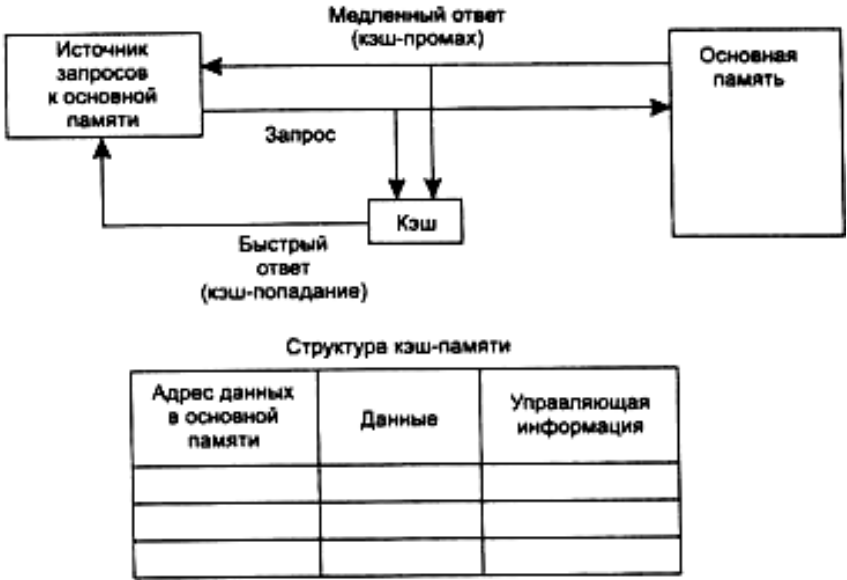 Медленный ответ
(кэш-промах)
Источник
запросов
к основной
памяти
Основная
память
Запрос
Кэш
Быстрый
ответ
(кэш-попадание)
Структура кэш-памяти
Адрес данных
в основной
памяти
Данные
Управляющая
информация